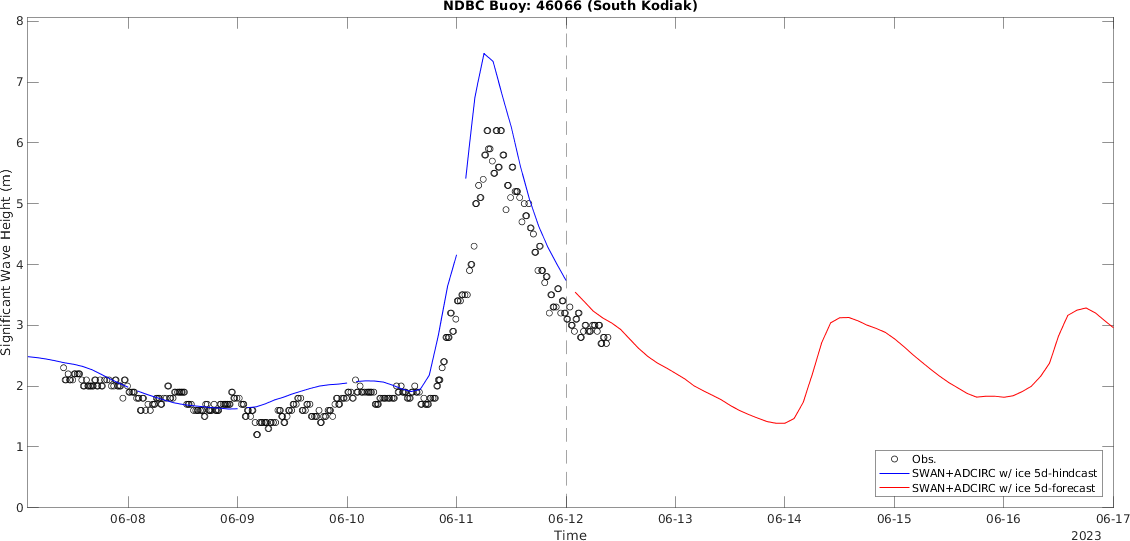 NDBC Buoy: 46066 (South Kodiak)
8
7
6
5
4
3
2
1
0
Significant Wave Height (m)
Obs.
SWAN+ADCIRC w/ ice 5d-hindcast
SWAN+ADCIRC w/ ice 5d-forecast
06-08 06-09 06-10 06-11 06-12 06-13 06-14 06-15 06-16 06-17
Time
2023